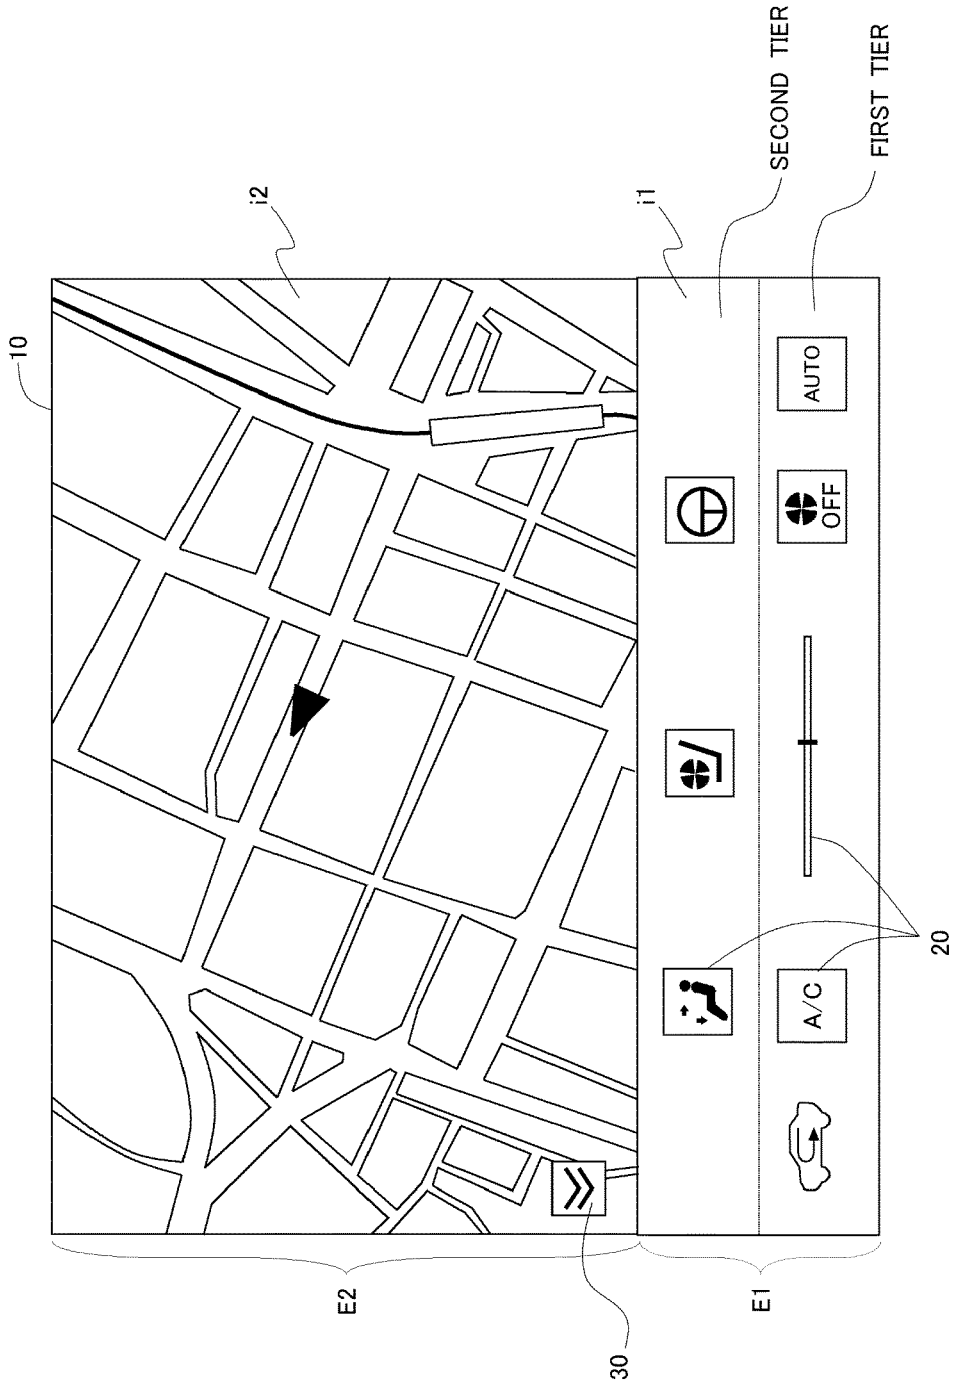 10
i2
i1
SECOND TIER
FIRST TIER
AUTO
OFF
A/C
20
E2
E1
30